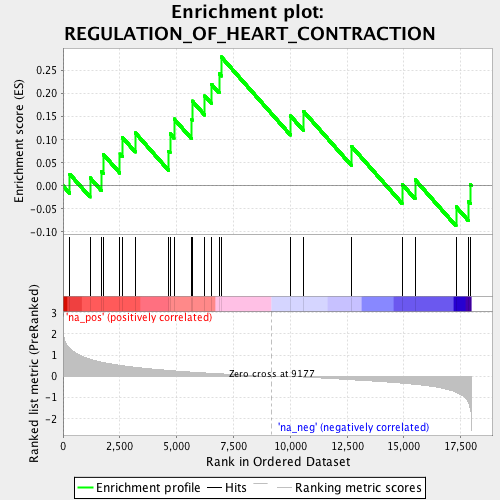 Enrichment plot:
REGULATION_OF_HEART_CONTRACTION
Enrichment score (ES)
0.25
0.20
0.15
0.10
0.05
0.00
-0.05
-0.10
'na_pos' (positively correlated)
Ranked list metric (PreRanked)
3
2
1
0
-1
-2
Zero cross at 9177
'na_neg' (negatively correlated)
0 2,500 5,000 7,500 10,000 12,500 15,000 17,500
Rank in Ordered Dataset
Enrichment profile Hits Ranking metric scores